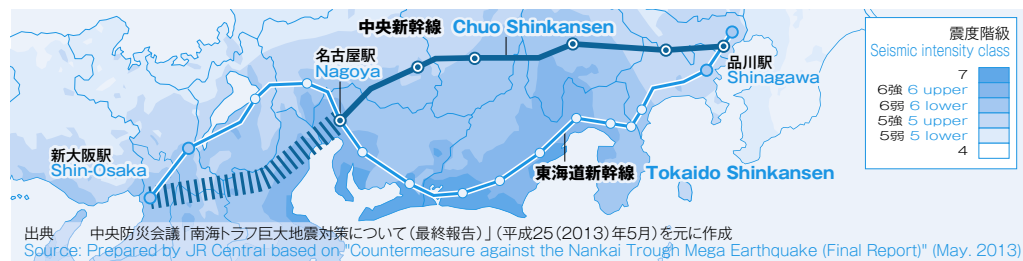 中央新幹線 Chuo Shinkansen
名古屋駅
Nagoya
品川駅
Shinagawa
新大阪駅
Shin-Osaka
東海道新幹線 Tokaido Shinkansen
震度階級
Seismic intensity class
7
6強 6 upper
6弱 6 lower
5強 5 upper
5弱 5 lower
4
出典 中央防災会議「南海トラフ巨大地震対策について(最終報告)」(平成25(2013)年5月)を元に作成
Source: Prepared by JR Central based on "Countermeasure against the Nankai Trough Mega Earthquake (Final Report)" (May. 2013)